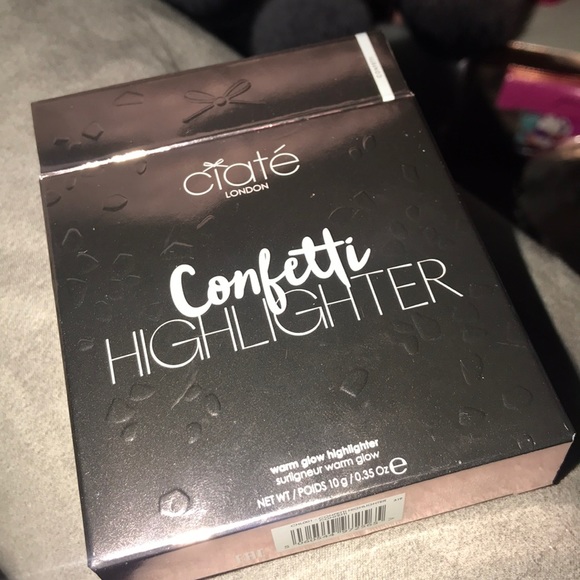 ciaté
LONDON
Confetti
HIGHLIGHTER
warm glow highlighter
surligneur warm glow
NET WT / POIDS 10 g / 0.35 Oz e